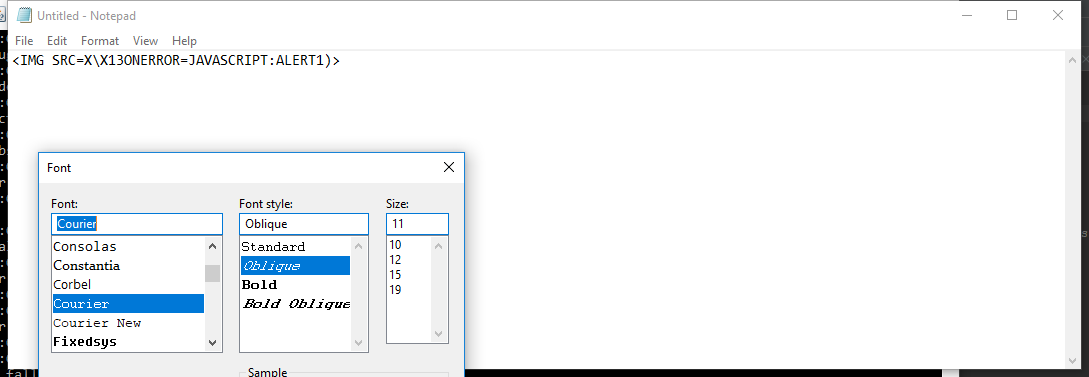 Untitled - Notepad
File Edit Format View Help
<IMG SRC=X\X13ONERROR=JAVASCRIPT:ALERT1)>
Font
Font: Font style: Size:
Courier Oblique 11
Consolas Standard 10
Constantia Oblique 12
Corbel Bold 15
Courier Bold Oblique 19
Courier New
Fixedsys
Sample